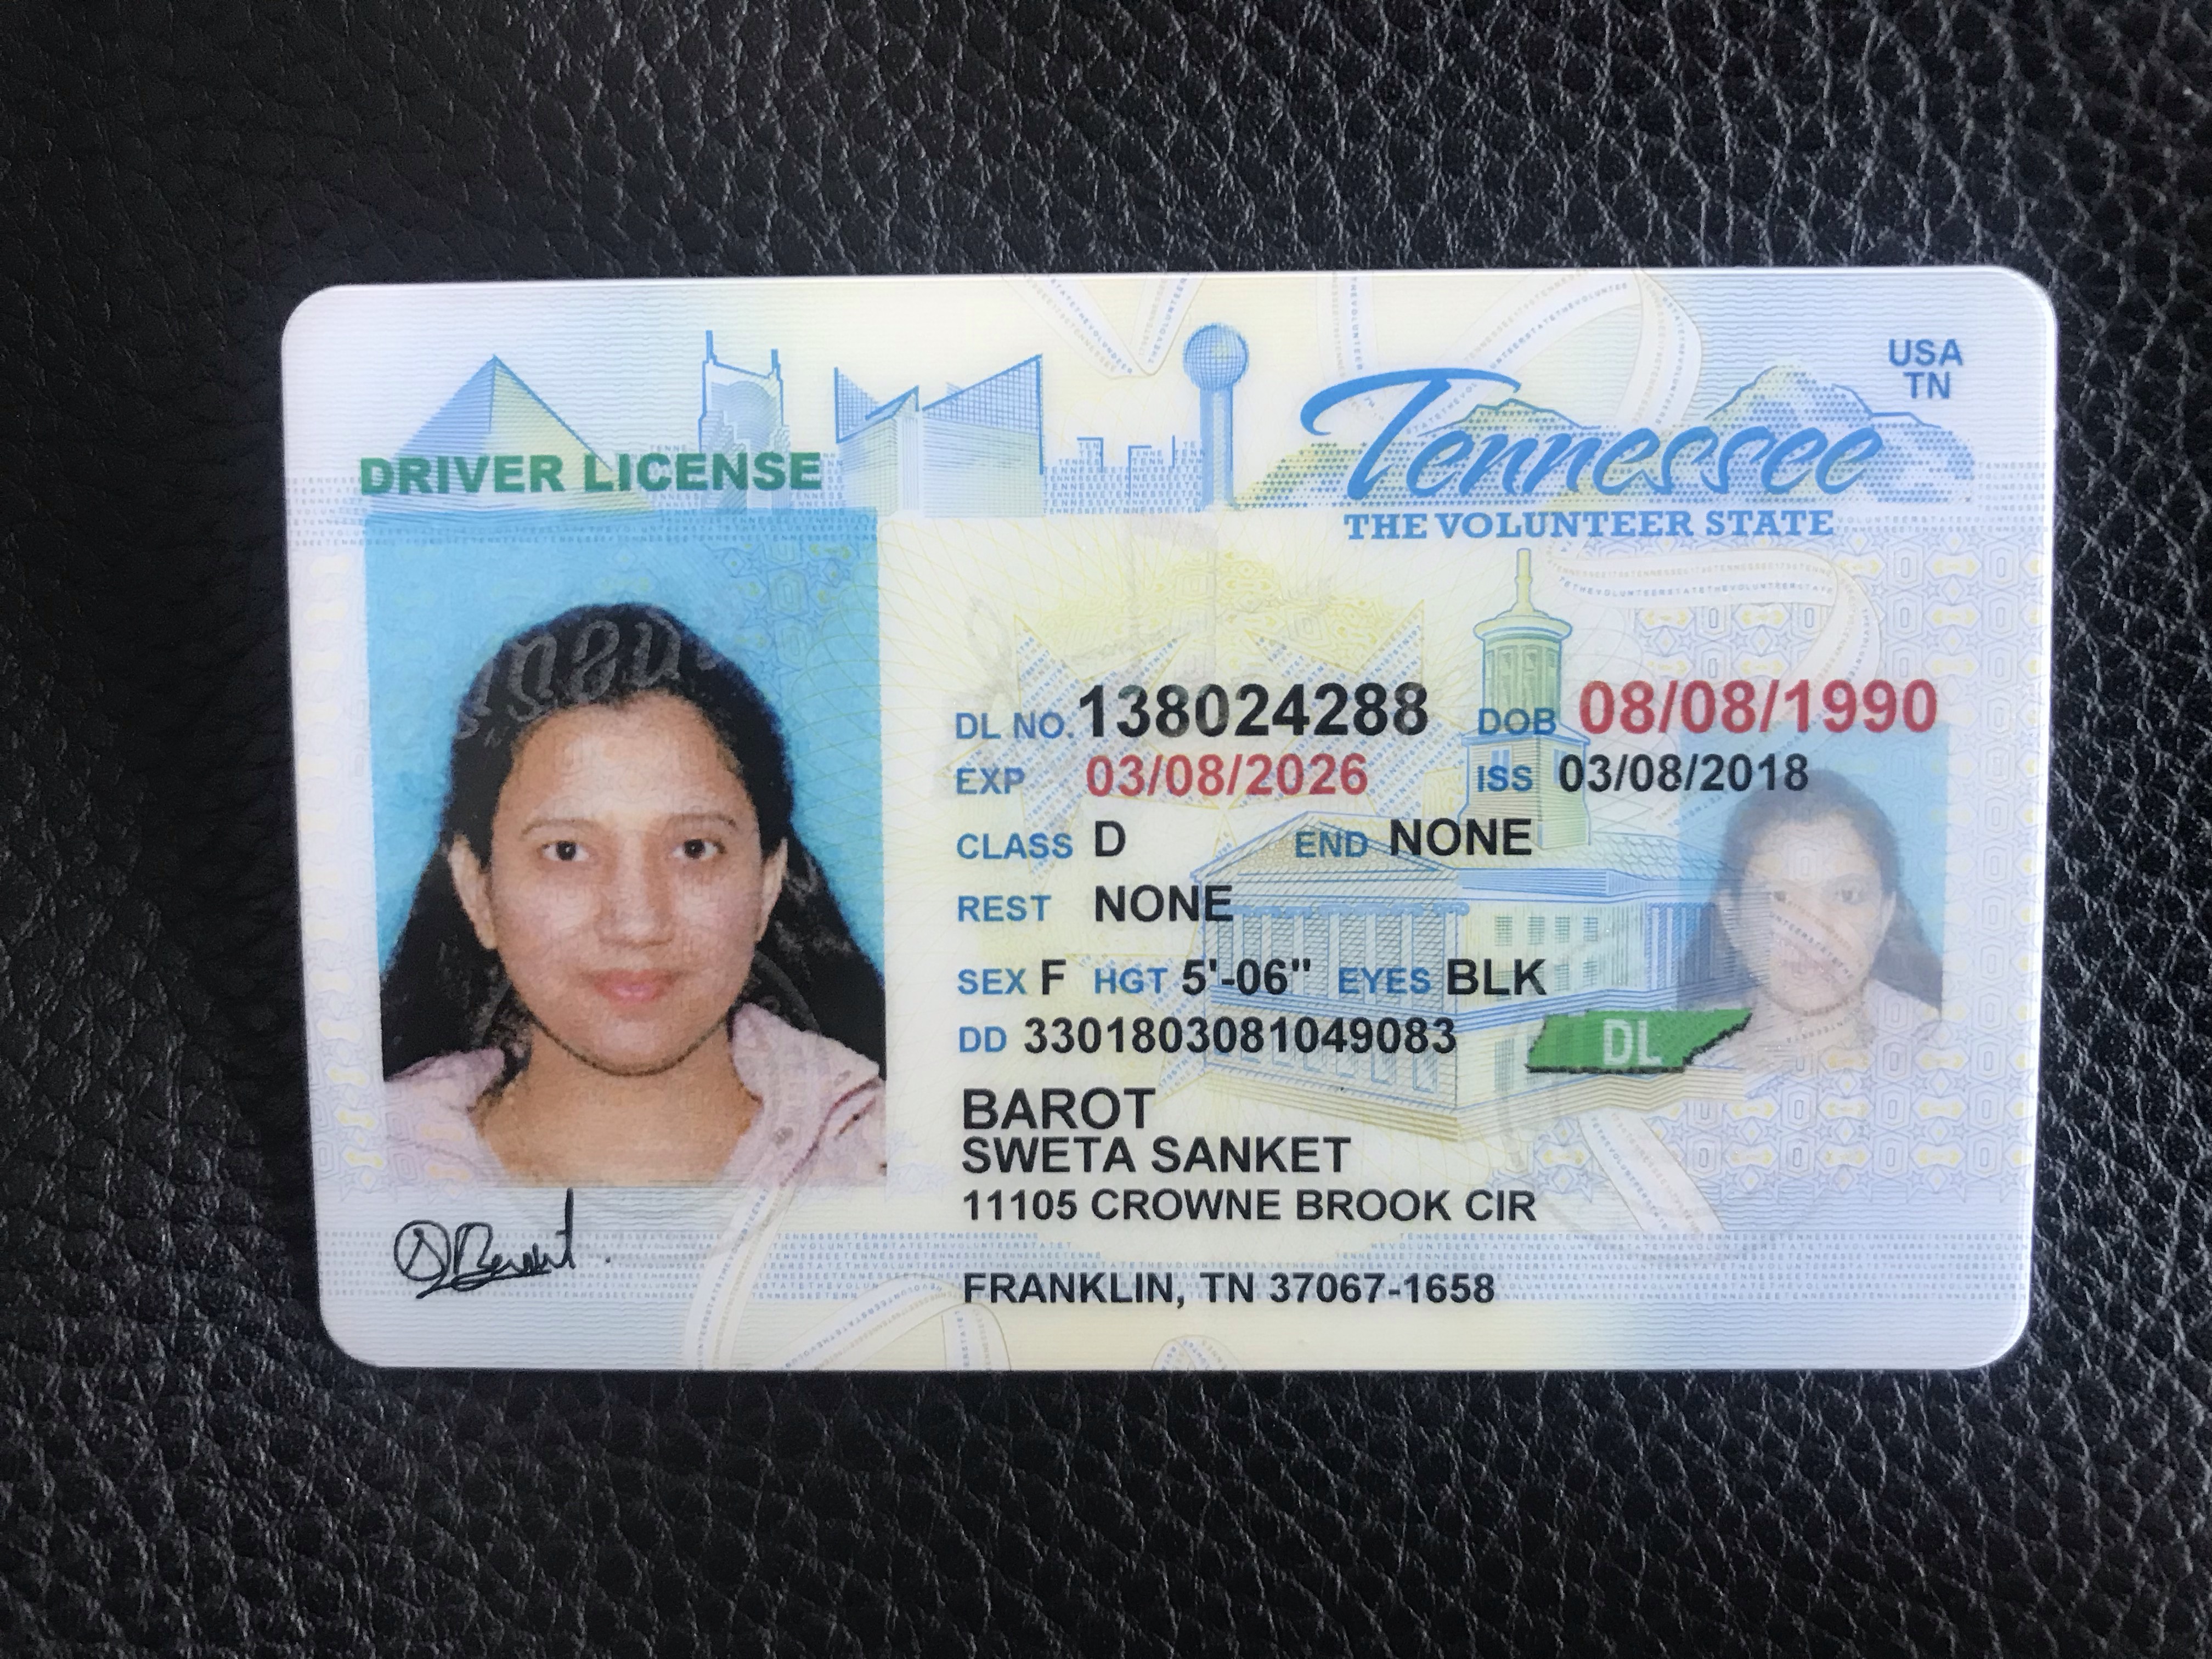 USA
TN
DRIVER LICENSE
Tennessee
THE VOLUNTEER STATE
DL NO. 138024288 DOB 08/08/1990
EXP 03/08/2026 ISS 03/08/2018
CLASS D END NONE
REST NONE
SEX F HGT 5'-06" EYES BLK
DD 3301803081049083
DL
BAROT
SWETA SANKET
11105 CROWNE BROOK CIR
FRANKLIN, TN 37067-1658